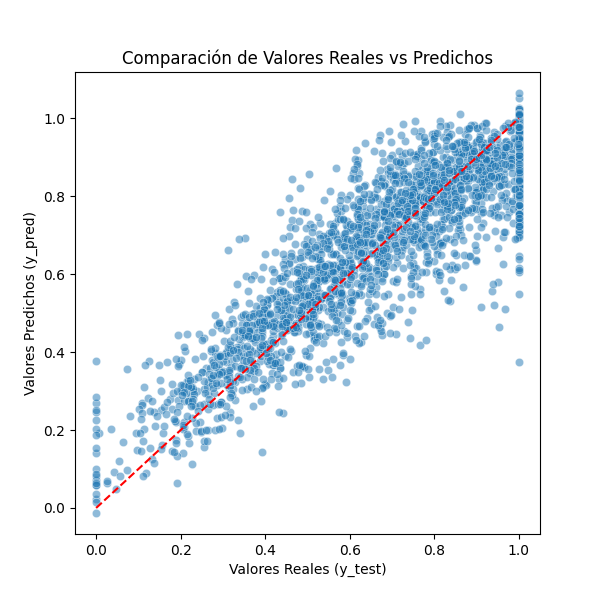 Comparación de Valores Reales vs Predichos
Valores Predichos (y_pred)
1.0
0.8
0.6
0.4
0.2
0.0
0.0 0.2 0.4 0.6 0.8 1.0
Valores Reales (y_test)